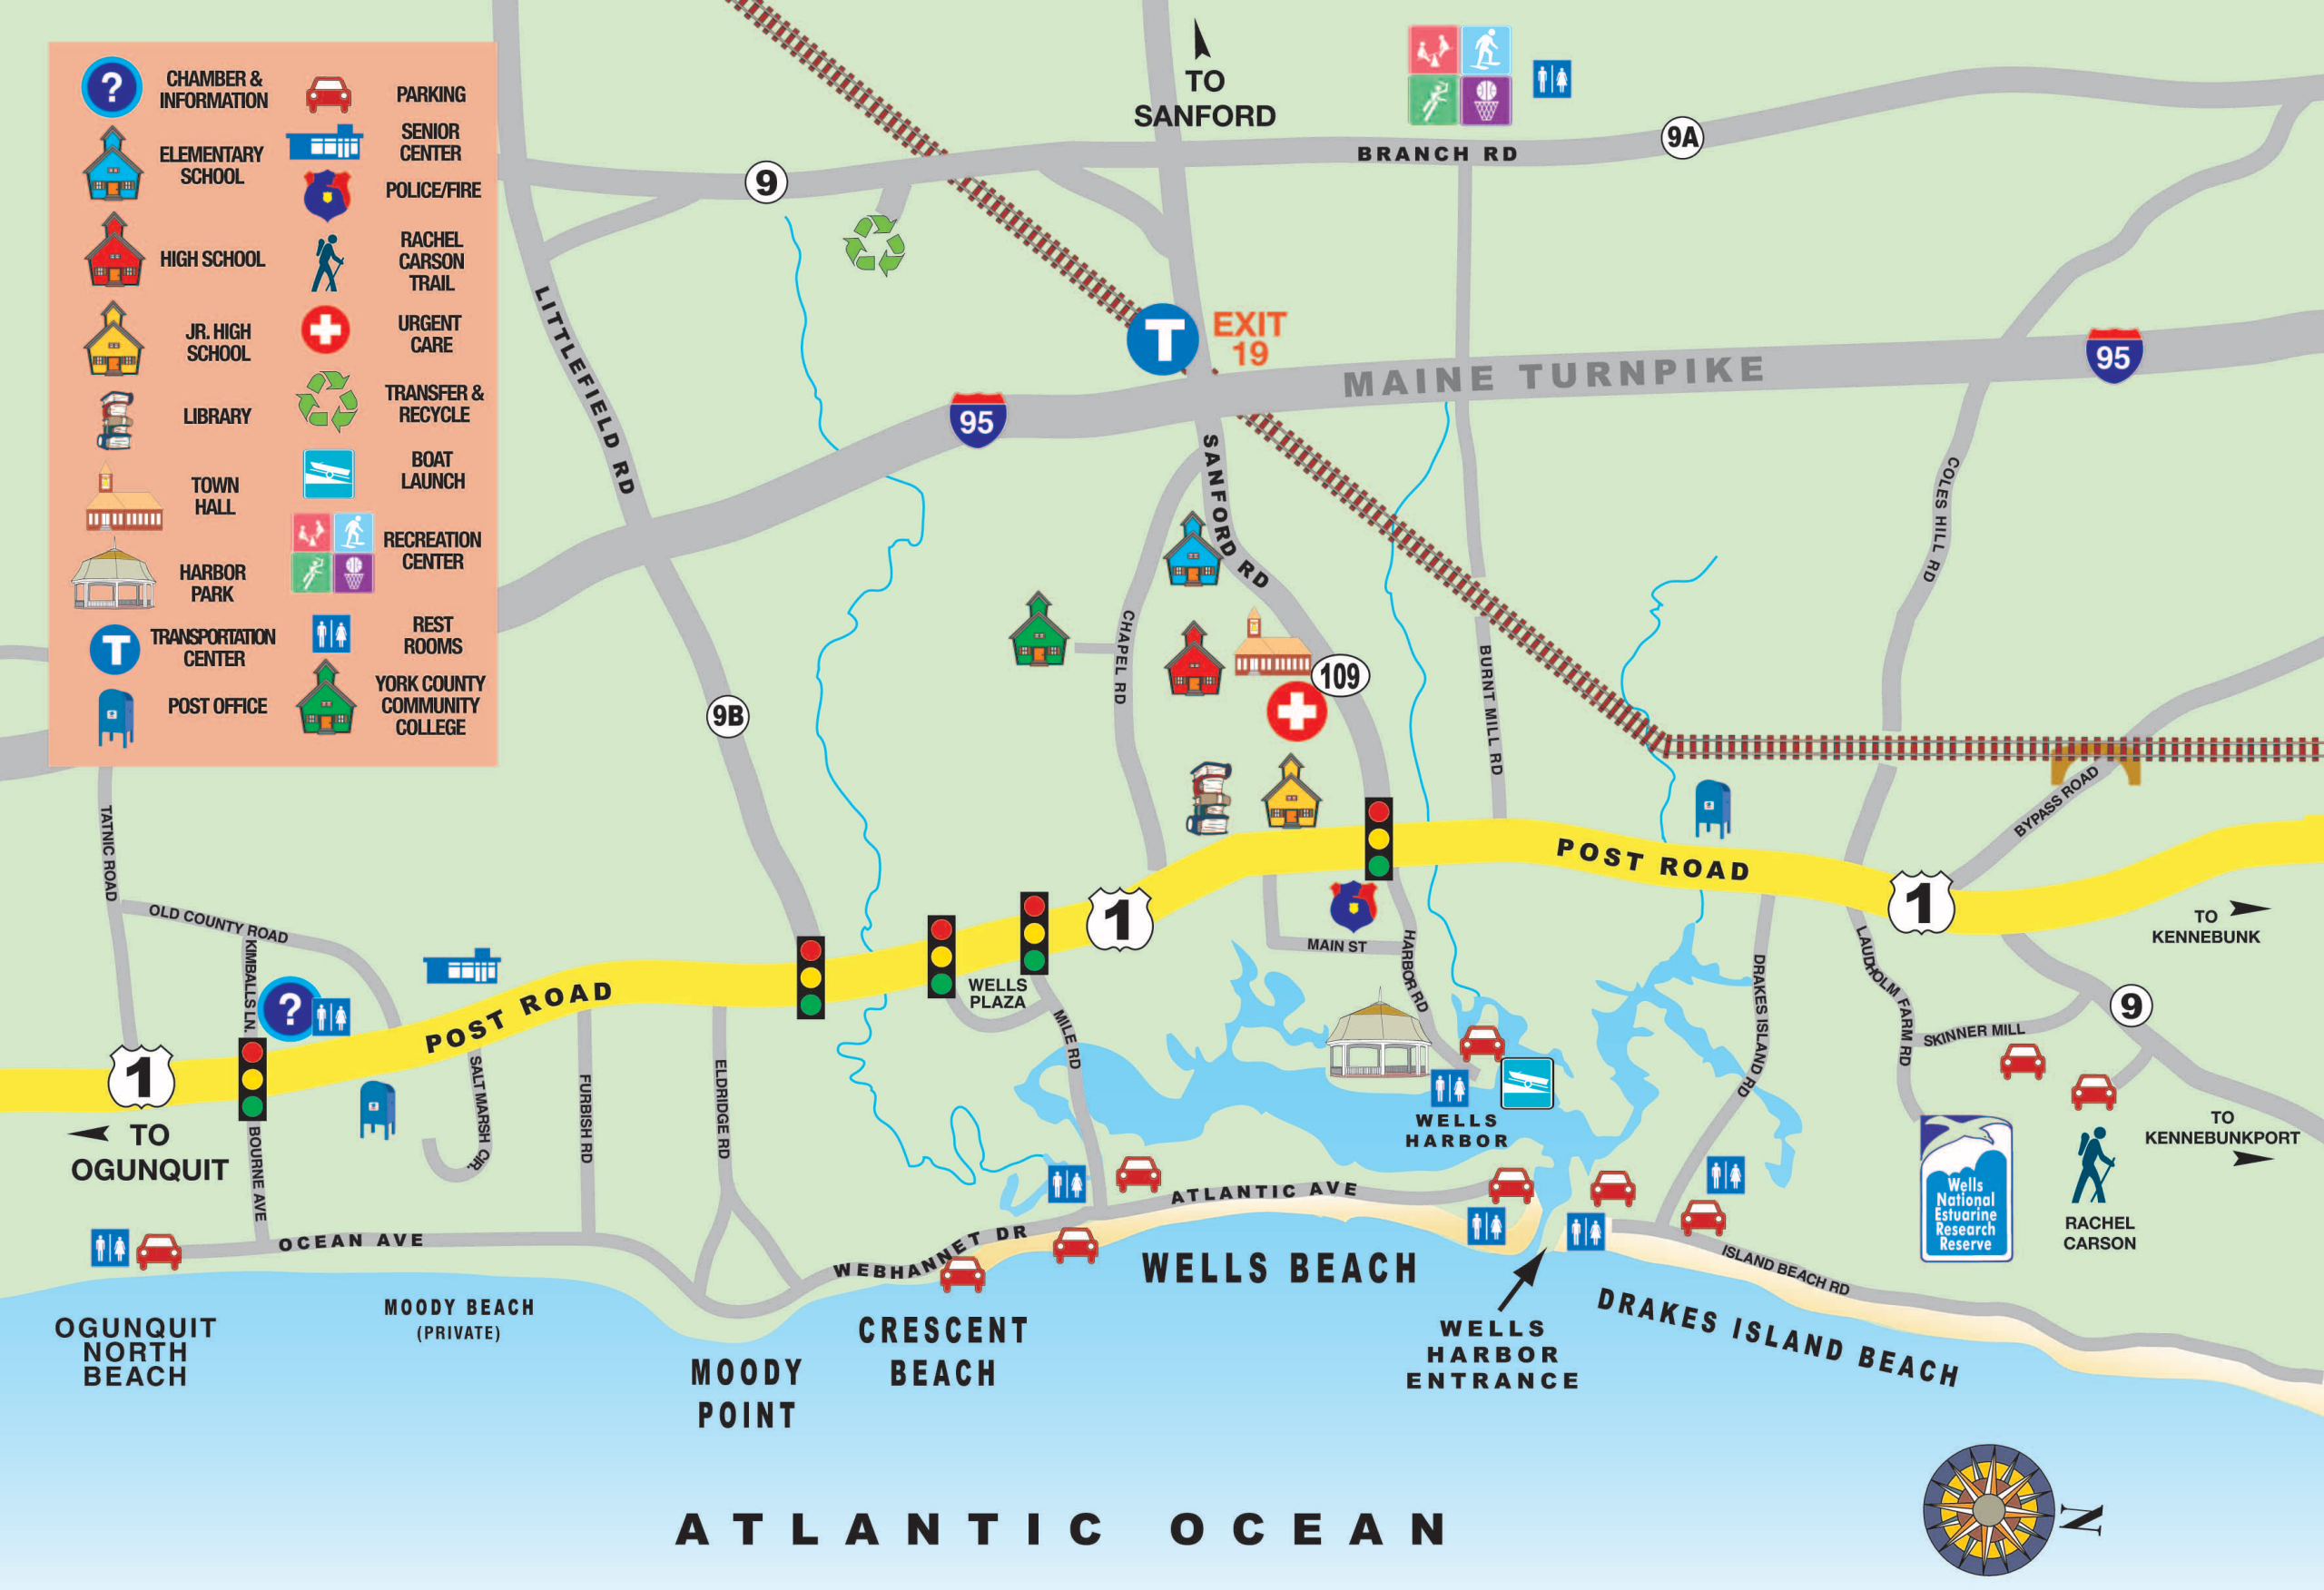 ?
CHAMBER &
INFORMATION
ELEMENTARY
SCHOOL
HIGH SCHOOL
JR. HIGH
SCHOOL
LIBRARY
TOWN
HALL
HARBOR
PARK
T
TRANSPORTATION
CENTER
POST OFFICE
PARKING
SENIOR
CENTER
POLICE/FIRE
RACHEL
CARSON
TRAIL
URGENT
CARE
TRANSFER &
RECYCLE
BOAT
LAUNCH
RECREATION
CENTER
REST
ROOMS
YORK COUNTY
COMMUNITY
COLLEGE
TO
SANFORD
BRANCH RD
9A
9
LITTLEFIELD RD
T
EXIT
19
MAINE TURNPIKE
95
95
SANFORD RD
COLES HILL RD
CHAPEL RD
109
BURNT MILL RD
9B
TATNIC ROAD
BYPASS ROAD
POST ROAD
1
1
TO
KENNEBUNK
OLD COUNTY ROAD
KIMBALLS LN.
?
POST ROAD
WELLS
PLAZA
MAIN ST
HARBOR RD
DRAKES ISLAND RD
LAUDHOLM FARM RD
SKINNER MILL
9
1
TO
OGUNQUIT
BOURNE AVE
SALT MARSH CIR.
FURBISH RD
ELDRIDGE RD
MILE RD
WELLS
HARBOR
TO
KENNEBUNKPORT
Wells
National
Estuarine
Research
Reserve
RACHEL
CARSON
OCEAN AVE
WEBHANNET DR
ATLANTIC AVE
ISLAND BEACH RD
OGUNQUIT
NORTH
BEACH
MOODY BEACH
(PRIVATE)
MOODY
POINT
CRESCENT
BEACH
WELLS BEACH
WELLS
HARBOR
ENTRANCE
DRAKES ISLAND BEACH
ATLANTIC OCEAN
N